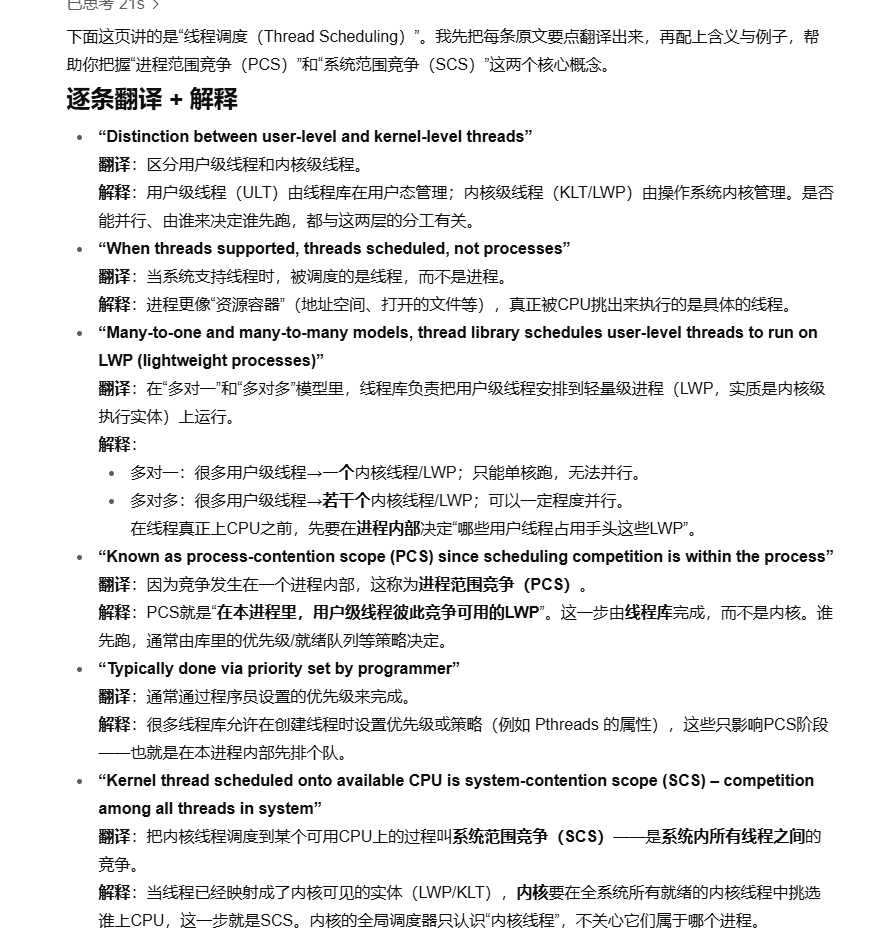 已思考 21s >
下面这页讲的是“线程调度（Thread Scheduling）”。我先把每条原文要点翻译出来，再配上含义与例子，帮
助你把握“进程范围竞争（PCS）”和“系统范围竞争（SCS）”这两个核心概念。
逐条翻译 + 解释
• “Distinction between user-level and kernel-level threads”
翻译：区分用户级线程和内核级线程。
解释：用户级线程（ULT）由线程库在用户态管理；内核级线程（KLT/LWP）由操作系统内核管理。是否
能并行、由谁来决定谁先跑，都与这两层的分工有关。
• “When threads supported, threads scheduled, not processes”
翻译：当系统支持线程时，被调度的是线程，而不是进程。
解释：进程更像“资源容器”（地址空间、打开的文件等），真正被CPU挑出来执行的是具体的线程。
• “Many-to-one and many-to-many models, thread library schedules user-level threads to run on
LWP (lightweight processes)”
翻译：在“多对一”和“多对多”模型里，线程库负责把用户级线程安排到轻量级进程（LWP，实质是内核级
执行实体）上运行。
解释：
• 多对一：很多用户级线程→一个内核线程/LWP；只能单核跑，无法并行。
• 多对多：很多用户级线程→若干个内核线程/LWP；可以一定程度并行。
在线程真正上CPU之前，先要在进程内部决定“哪些用户线程占用手头这些LWP”。
• “Known as process-contention scope (PCS) since scheduling competition is within the process”
翻译：因为竞争发生在一个进程内部，这称为进程范围竞争（PCS）。
解释：PCS就是“在本进程里，用户级线程彼此竞争可用的LWP”。这一步由线程库完成，而不是内核。谁
先跑，通常由库里的优先级/就绪队列等策略决定。
• “Typically done via priority set by programmer”
翻译：通常通过程序员设置的优先级来完成。
解释：很多线程库允许在创建线程时设置优先级或策略（例如 Pthreads 的属性），这些只影响PCS阶段
——也就是在本进程内部先排个队。
• “Kernel thread scheduled onto available CPU is system-contention scope (SCS) – competition
among all threads in system”
翻译：把内核线程调度到某个可用CPU上的过程叫系统范围竞争（SCS）——是系统内所有线程之间的
竞争。
解释：当线程已经映射成了内核可见的实体（LWP/KLT），内核要在全系统所有就绪的内核线程中挑选
谁上CPU，这一步就是SCS。内核的全局调度器只认识“内核线程”，不关心它们属于哪个进程。